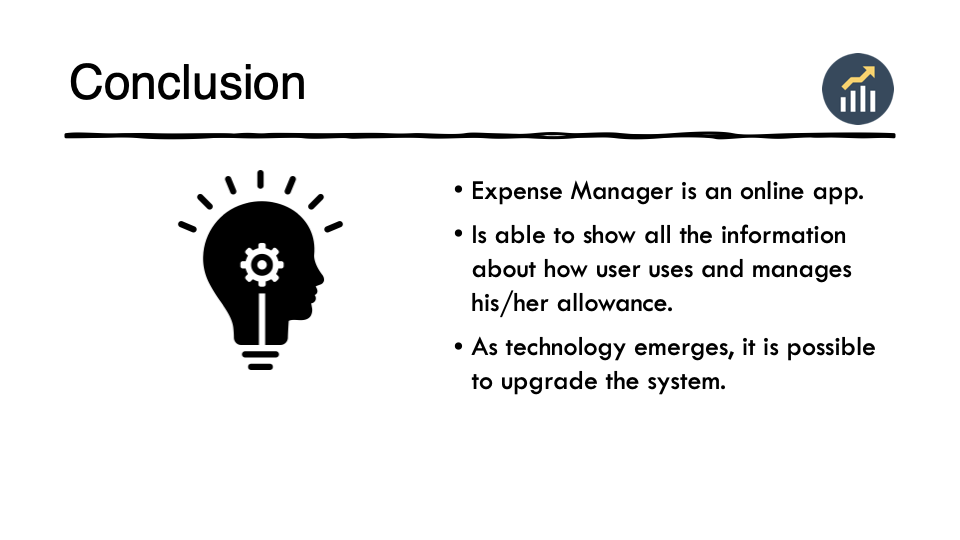 Conclusion
• Expense Manager is an online app.
• Is able to show all the information
about how user uses and manages
his/her allowance.
• As technology emerges, it is possible
to upgrade the system.